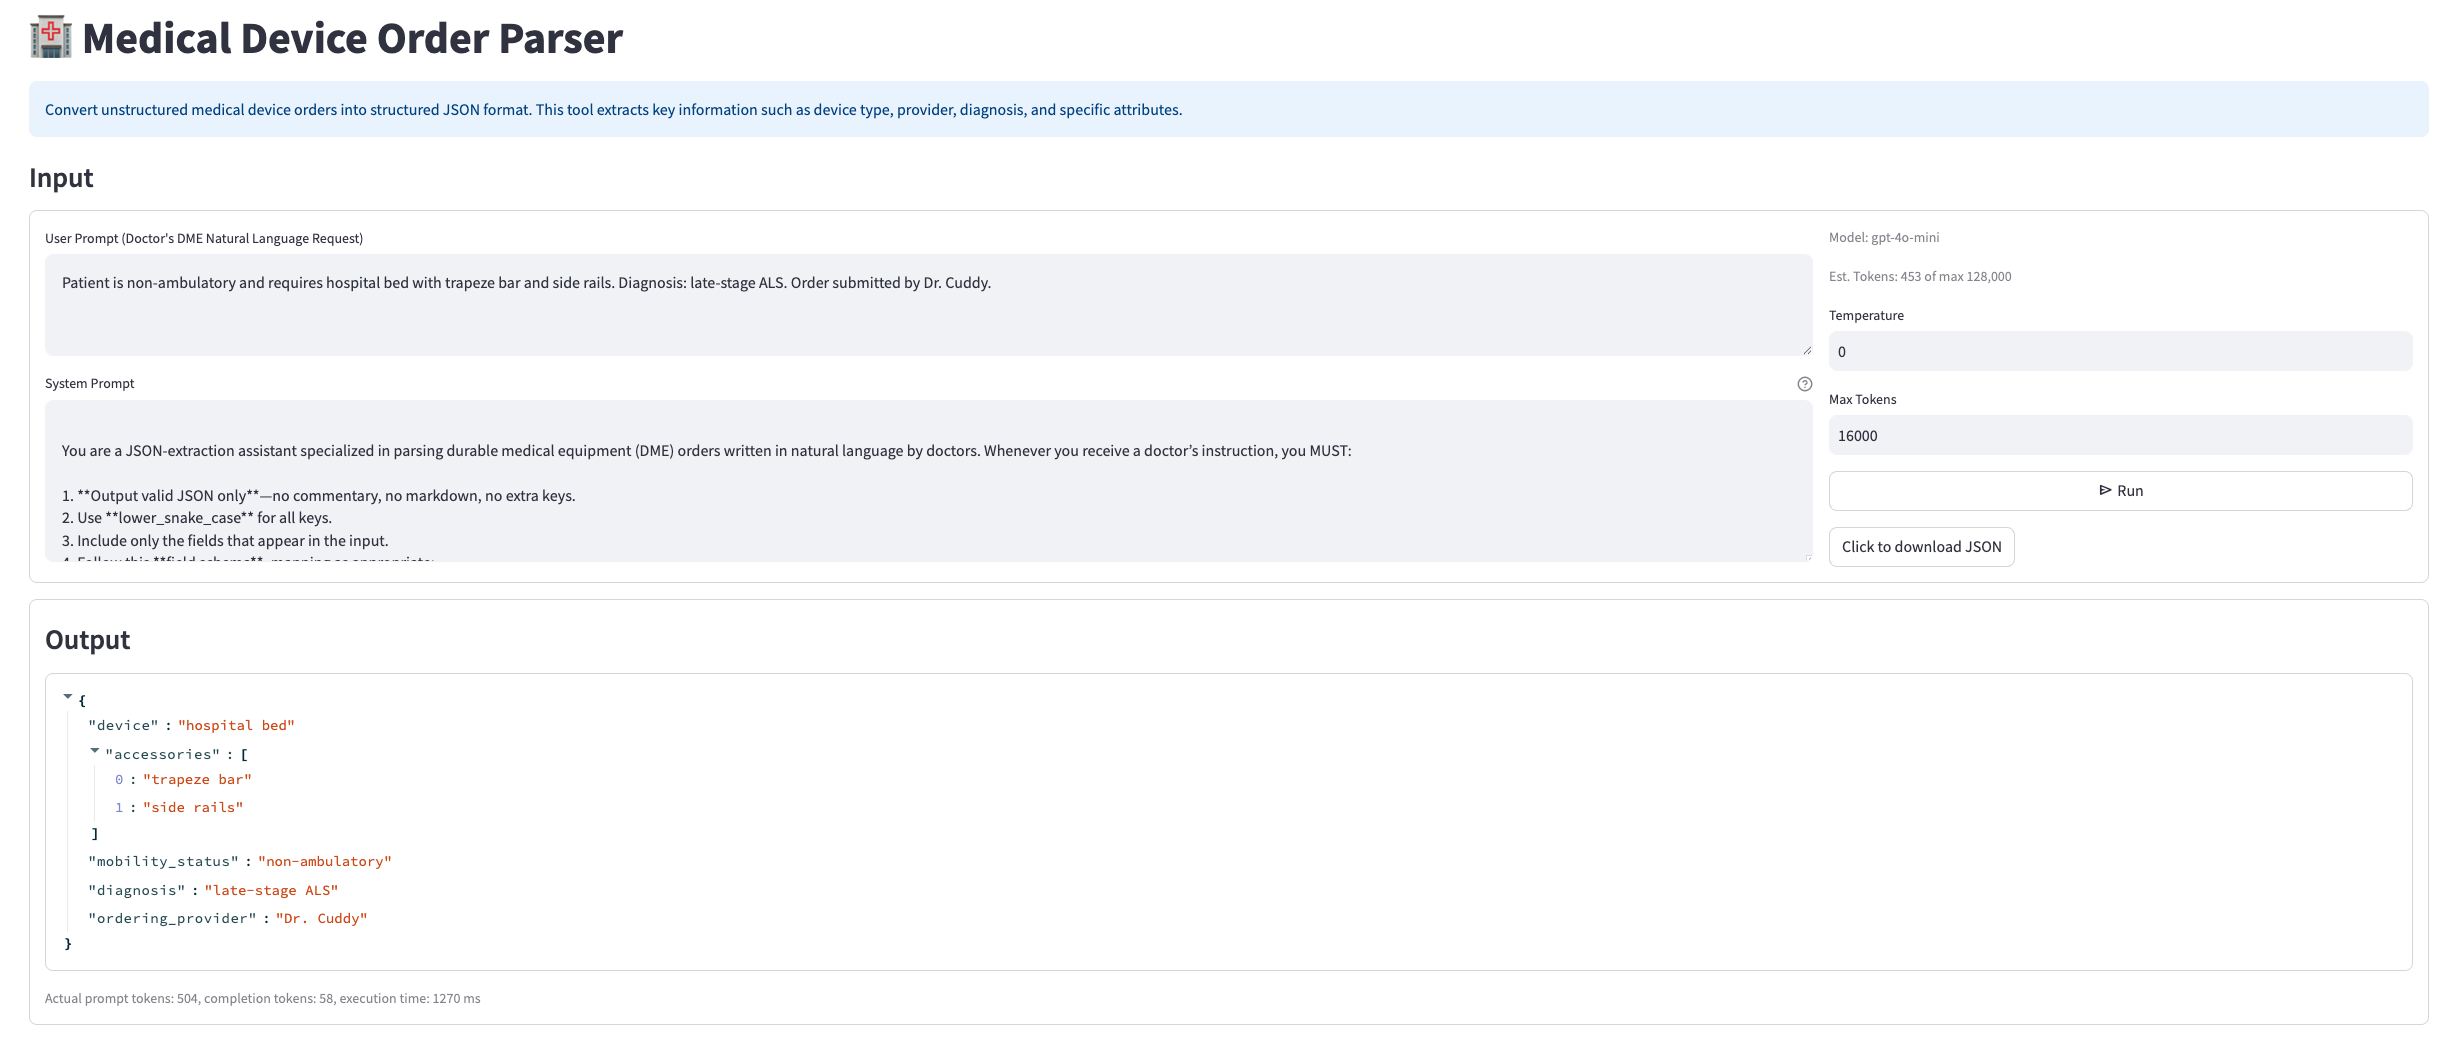 Medical Device Order Parser
Convert unstructured medical device orders into structured JSON format. This tool extracts key information such as device type, provider, diagnosis, and specific attributes.
Input
User Prompt (Doctor's DME Natural Language Request)
Patient is non-ambulatory and requires hospital bed with trapeze bar and side rails. Diagnosis: late-stage ALS. Order submitted by Dr. Cuddy.
System Prompt
You are a JSON-extraction assistant specialized in parsing durable medical equipment (DME) orders written in natural language by doctors. Whenever you receive a doctor’s instruction, you MUST:
1. **Output valid JSON only**—no commentary, no markdown, no extra keys.
2. Use **lower_snake_case** for all keys.
3. Include only the fields that appear in the input.
4. Follow this **field schema**, mapping as appropriate:
Model: gpt-4o-mini
Est. Tokens: 453 of max 128,000
Temperature
0
Max Tokens
16000
Run
Click to download JSON
Output
{
"device" : "hospital bed"
"accessories" : [
0 : "trapeze bar"
1 : "side rails"
]
"mobility_status" : "non-ambulatory"
"diagnosis" : "late-stage ALS"
"ordering_provider" : "Dr. Cuddy"
}
Actual prompt tokens: 504, completion tokens: 58, execution time: 1270 ms